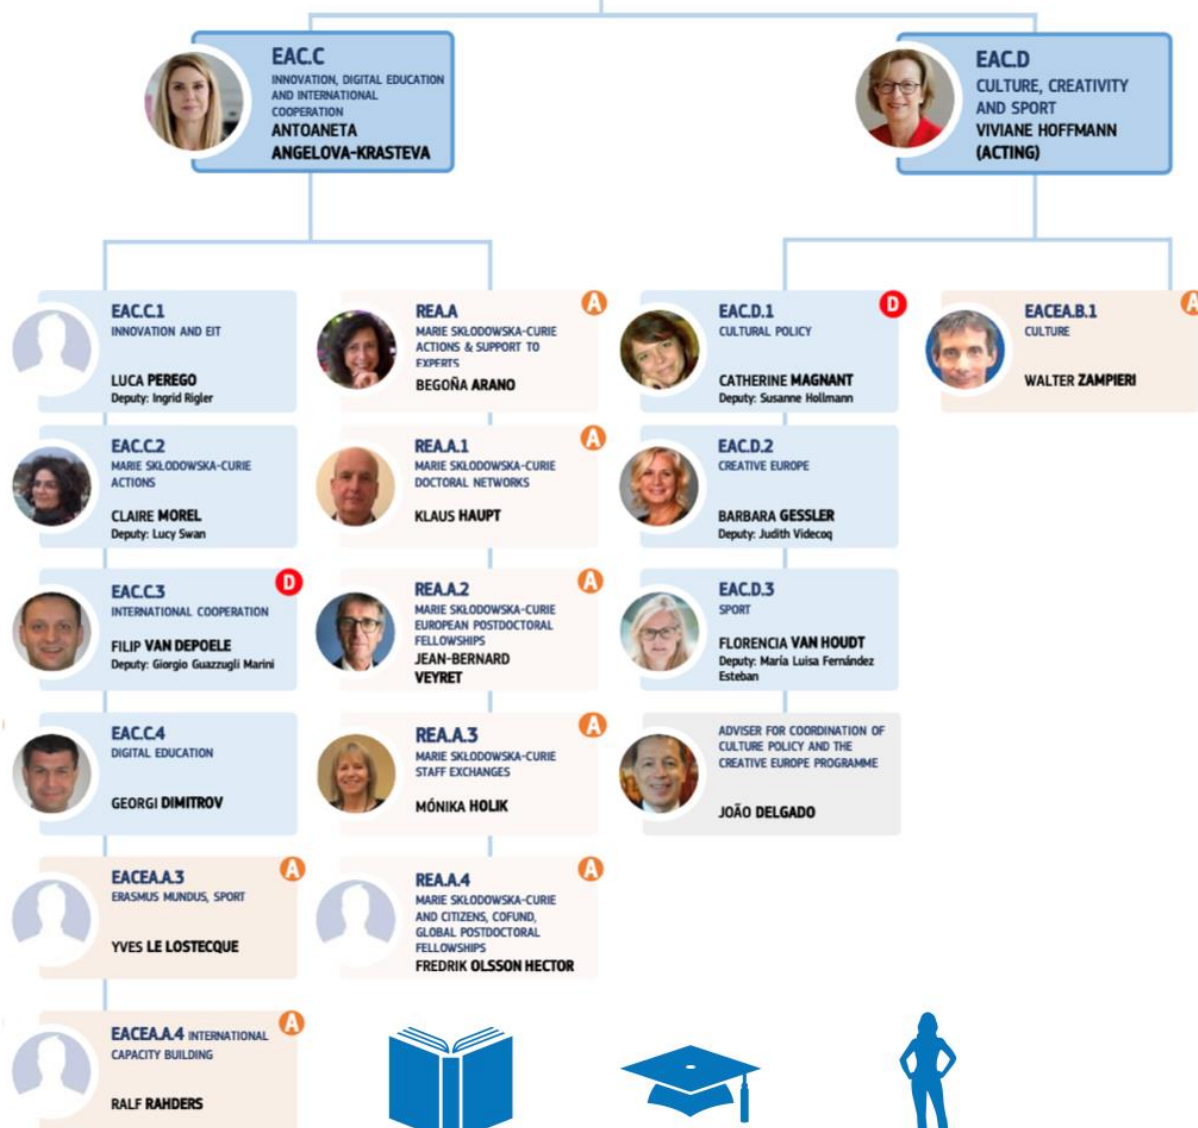 EAC.C
INNOVATION, DIGITAL EDUCATION
AND INTERNATIONAL
COOPERATION
ANTOANETA
ANGELOVA-KRASTEVA
EAC.D
CULTURE, CREATIVITY
AND SPORT
VIVIANE HOFFMANN
(ACTING)
EAC.C.1
INNOVATION AND EIT
LUCA PEREGO
Deputy: Ingrid Rigler
EAC.C.2
MARIE SKŁODOWSKA-CURIE
ACTIONS
CLAIRE MOREL
Deputy: Lucy Swan
D
EAC.C.3
INTERNATIONAL COOPERATION
FILIP VAN DEPOELE
Deputy: Giorgio Guazzugli Marini
EAC.C.4
DIGITAL EDUCATION
GEORGI DIMITROV
A
EACEA.A.3
ERASMUS MUNDUS, SPORT
YVES LE LOSTECQUE
A
EACEA.A.4 INTERNATIONAL
CAPACITY BUILDING
RALF RAHDERS
A
REA.A
MARIE SKŁODOWSKA-CURIE
ACTIONS & SUPPORT TO
EXPERTS
BEGOÑA ARANO
A
REA.A.1
MARIE SKŁODOWSKA-CURIE
DOCTORAL NETWORKS
KLAUS HAUPT
A
REA.A.2
MARIE SKŁODOWSKA-CURIE
EUROPEAN POSTDOCTORAL
FELLOWSHIPS
JEAN-BERNARD
VEYRET
A
REA.A.3
MARIE SKŁODOWSKA-CURIE
STAFF EXCHANGES
MÓNIKA HOLIK
A
REA.A.4
MARIE SKŁODOWSKA-CURIE
AND CITIZENS, COFUND,
GLOBAL POSTDOCTORAL
FELLOWSHIPS
FREDRIK OLSSON HECTOR
D
EAC.D.1
CULTURAL POLICY
CATHERINE MAGNANT
Deputy: Susanne Hollmann
EAC.D.2
CREATIVE EUROPE
BARBARA GESSLER
Deputy: Judith Videcoq
EAC.D.3
SPORT
FLORENCIA VAN HOUDT
Deputy: María Luisa Fernández
Esteban
ADVISER FOR COORDINATION OF
CULTURE POLICY AND THE
CREATIVE EUROPE PROGRAMME
JOÃO DELGADO
A
EACEA.B.1
CULTURE
WALTER ZAMPIERI